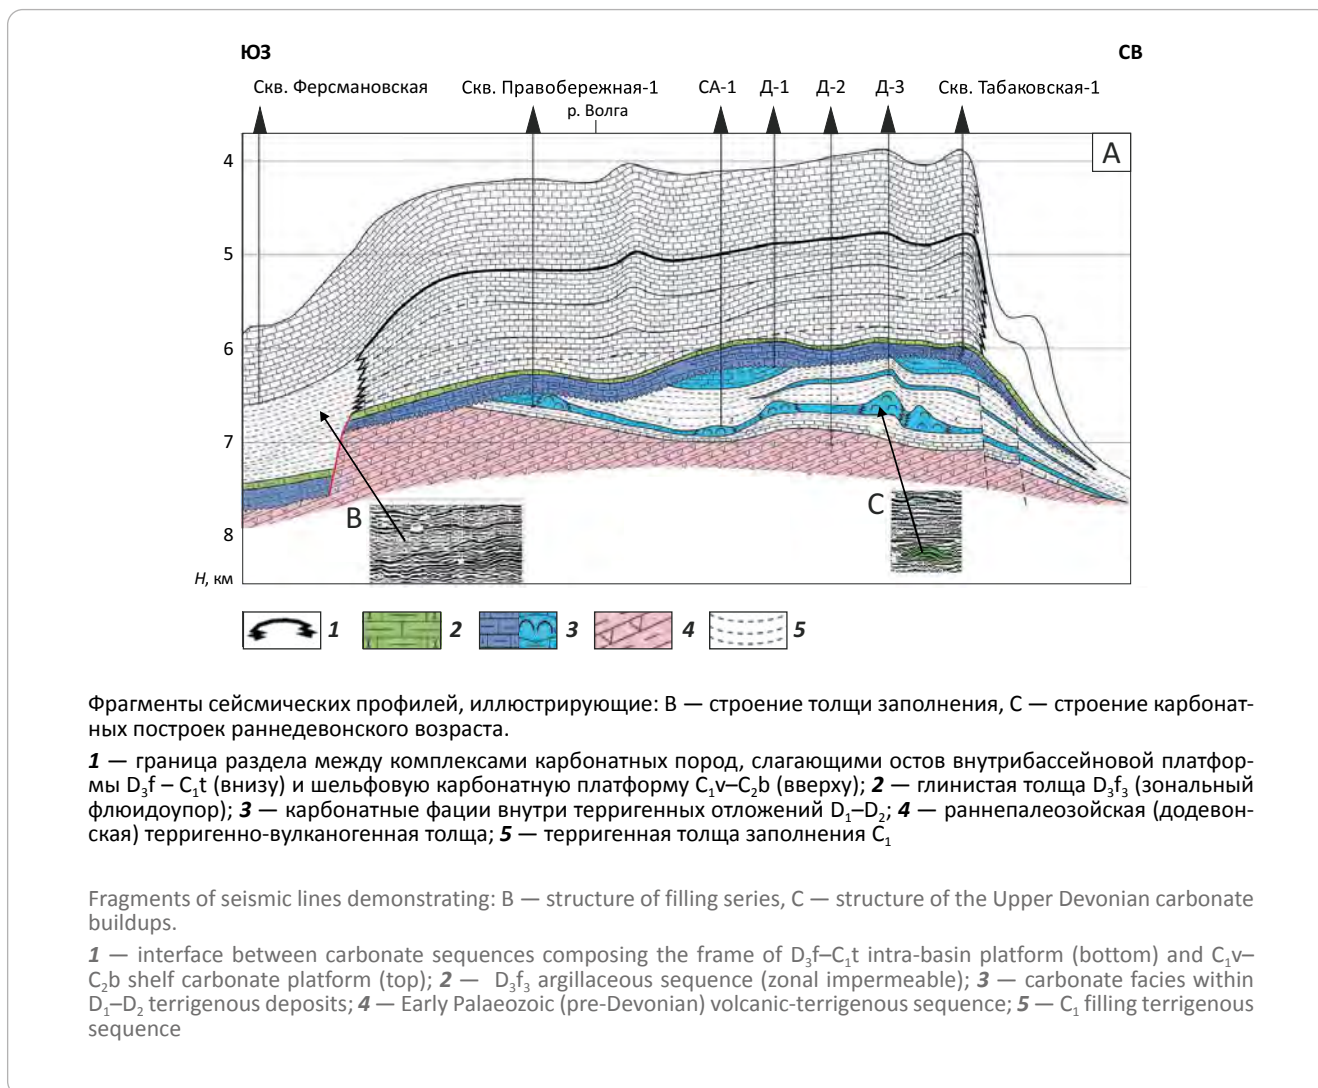 ЮЗ СВ
Скв. Ферсмановская Скв. Правобережная-1 СА-1 Д-1 Д-2 Д-3 Скв. Табаковская-1
р. Волга
А
4
5
6
7
В С
8
Н, км
1 2 3 4 5
Фрагменты сейсмических профилей, иллюстрирующие: В — строение толщи заполнения, С — строение карбонат-
ных построек раннедевонского возраста.
1 — граница раздела между комплексами карбонатных пород, слагающими остов внутрибассейновой платфор-
мы D₃f – C₁t (внизу) и шельфовую карбонатную платформу C₁v–C₂b (вверху); 2 — глинистая толща D₃f₃ (зональный
флюидоупор); 3 — карбонатные фации внутри терригенных отложений D₁–D₂; 4 — раннепалеозойская (додевон-
ская) терригенно-вулканогенная толща; 5 — терригенная толща заполнения C₁
Fragments of seismic lines demonstrating: B — structure of filling series, C — structure of the Upper Devonian carbonate
buildups.
1 — interface between carbonate sequences composing the frame of D₃f–C₁t intra-basin platform (bottom) and C₁v–
C₂b shelf carbonate platform (top); 2 — D₃f₃ argillaceous sequence (zonal impermeable); 3 — carbonate facies within
D₁–D₂ terrigenous deposits; 4 — Early Palaeozoic (pre-Devonian) volcanic-terrigenous sequence; 5 — C₁ filling terrigenous
sequence